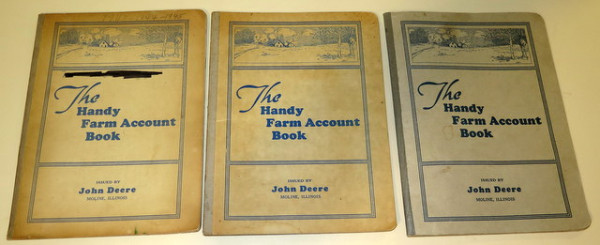 The
Handy
Farm Account
Book
ISSUED BY
John Deere
MOLINE, ILLINOIS
The
Handy
Farm Account
Book
ISSUED BY
John Deere
MOLINE, ILLINOIS
The
Handy
Farm Account
Book
ISSUED BY
John Deere
MOLINE, ILLINOIS